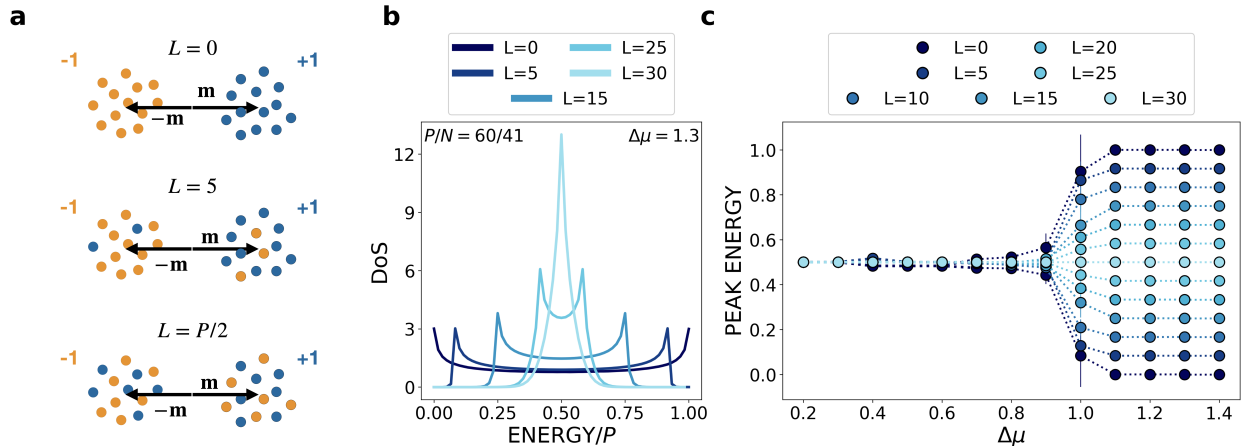 a
L = 0
-1
+1
m
−m
L = 5
-1
+1
m
−m
L = P/2
-1
+1
m
−m
b
L=0
L=25
L=5
L=30
L=15
P/N = 60/41
Δμ = 1.3
12
9
6
3
0
DoS
0.00
0.25
0.50
0.75
1.00
ENERGY/P
c
L=0
L=20
L=5
L=25
L=10
L=15
L=30
1.0
0.8
0.6
0.4
0.2
0.0
PEAK ENERGY
0.2
0.4
0.6
0.8
1.0
1.2
1.4
Δμ